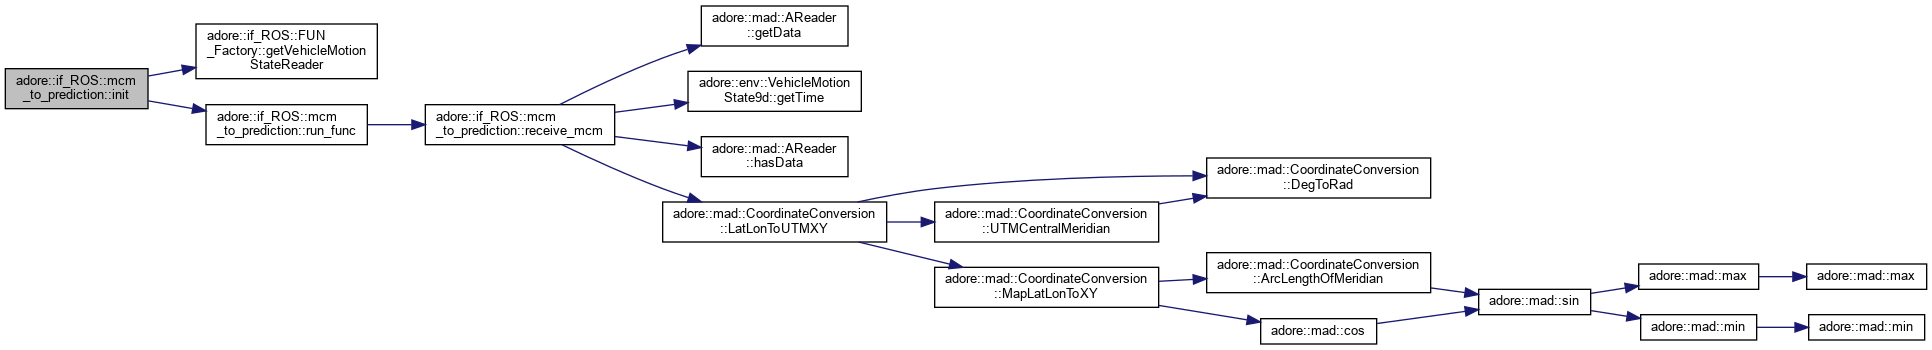 adore::if_ROS::mcm
_to_prediction::init
adore::if_ROS::FUN
_Factory::getVehicleMotion
StateReader
adore::if_ROS::mcm
_to_prediction::run_func
adore::if_ROS::mcm
_to_prediction::receive_mcm
adore::mad::AReader
::getData
adore::env::VehicleMotion
State9d::getTime
adore::mad::AReader
::hasData
adore::mad::CoordinateConversion
::LatLonToUTMXY
adore::mad::CoordinateConversion
::DegToRad
adore::mad::CoordinateConversion
::UTMCentralMeridian
adore::mad::CoordinateConversion
::MapLatLonToXY
adore::mad::CoordinateConversion
::ArcLengthOfMeridian
adore::mad::cos
adore::mad::sin
adore::mad::max
adore::mad::max
adore::mad::min
adore::mad::min